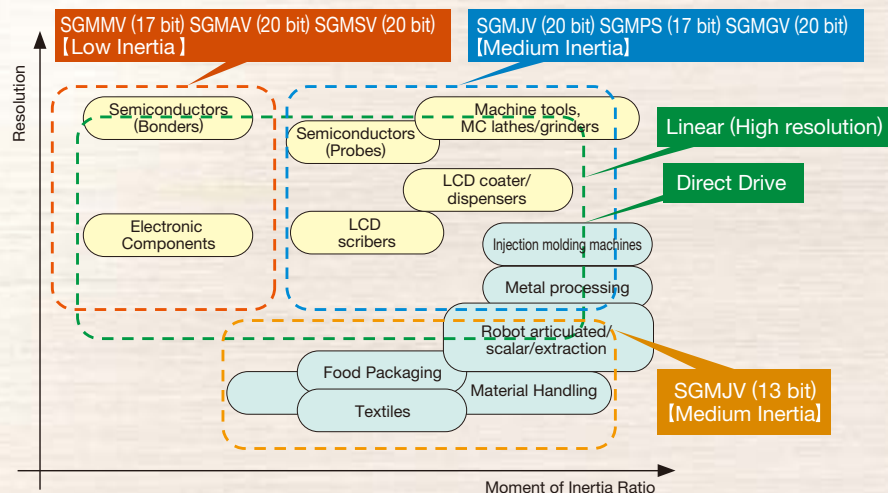 SGMMV (17 bit) SGMAV (20 bit) SGMSV (20 bit)
【Low Inertia】
SGMJV (20 bit) SGMPS (17 bit) SGMGV (20 bit)
【Medium Inertia】
Resolution
Semiconductors
(Bonders)
Machine tools,
MC lathes/grinders
Semiconductors
(Probes)
Linear (High resolution)
LCD coater/
dispensers
Direct Drive
Electronic
Components
LCD
scribers
Injection molding machines
Metal processing
Robot articulated/
scalar/extraction
Food Packaging
Material Handling
Textiles
SGMJV (13 bit)
【Medium Inertia】
Moment of Inertia Ratio